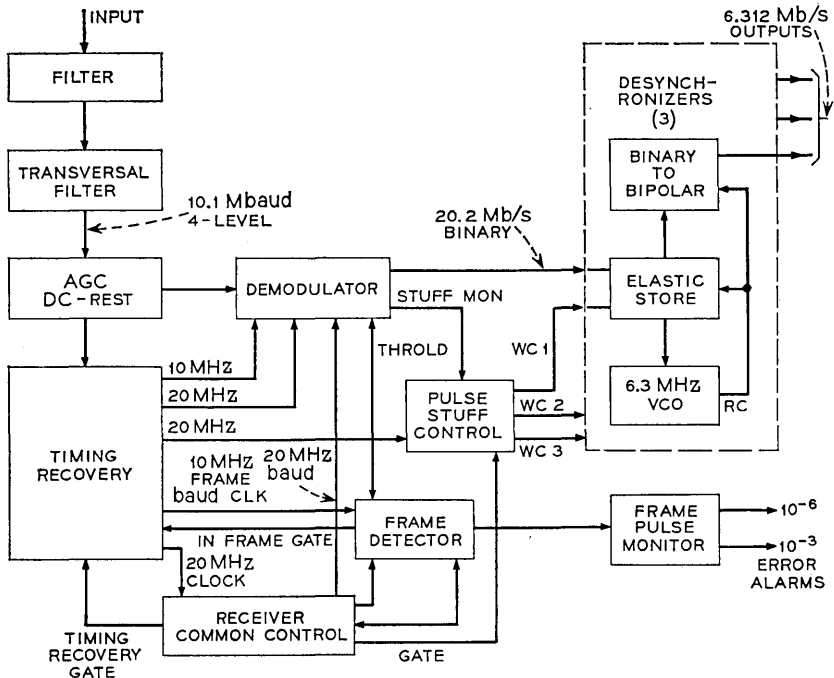 INPUT
6.312 Mb/s
OUTPUTS
FILTER
DESYNCH-
RONIZERS
(3)
TRANSVERSAL
FILTER
BINARY
TO
BIPOLAR
10.1 Mbaud
4-LEVEL
20.2 Mb/s
BINARY
AGC
DC-REST
DEMODULATOR
STUFF MON
ELASTIC
STORE
THROLD
WC 1
10 MHz
20 MHz
20 MHz
PULSE
STUFF
CONTROL
WC 2
WC 3
6.3 MHz
VCO
RC
TIMING
RECOVERY
10 MHz
FRAME
baud CLK
20 MHz
baud
IN FRAME GATE
FRAME
DETECTOR
FRAME
PULSE
MONITOR
10-6
10-3
ERROR
ALARMS
20 MHz
CLOCK
RECEIVER
COMMON CONTROL
TIMING
RECOVERY
GATE
GATE